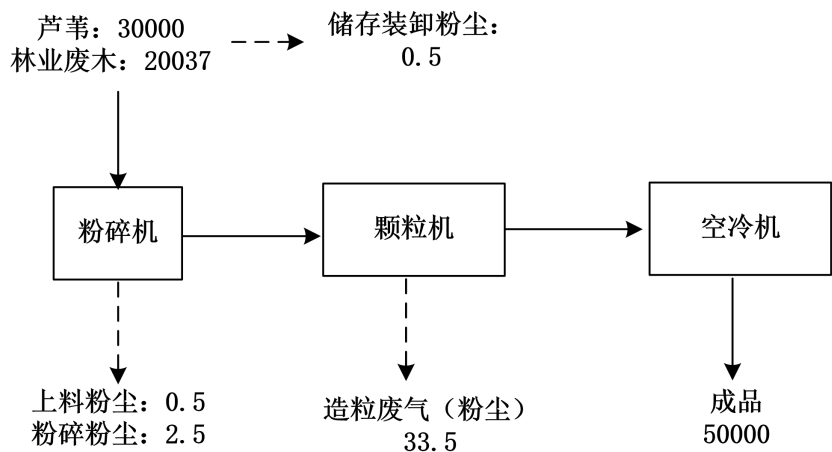 芦苇：30000
林业废木：20037
储存装卸粉尘：
0.5
粉碎机
颗粒机
空冷机
上料粉尘：0.5
粉碎粉尘：2.5
造粒废气（粉尘）
33.5
成品
50000